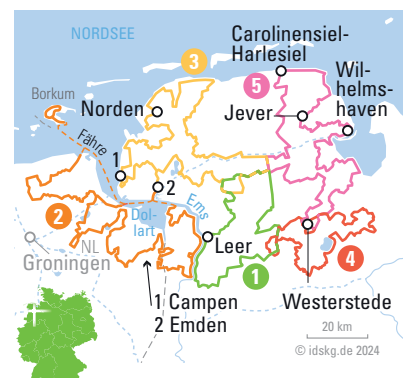 NORDSEE
Carolinensiel-
Harlesiel
3
5
Wil-
helms-
haven
Borkum
Norden
Jever
Fähre
1
2
Ems
2
Dol-
lart
NL
Groningen
Leer
1
4
1 Campen
2 Emden
Westerstede
20 km
© idskg.de 2024